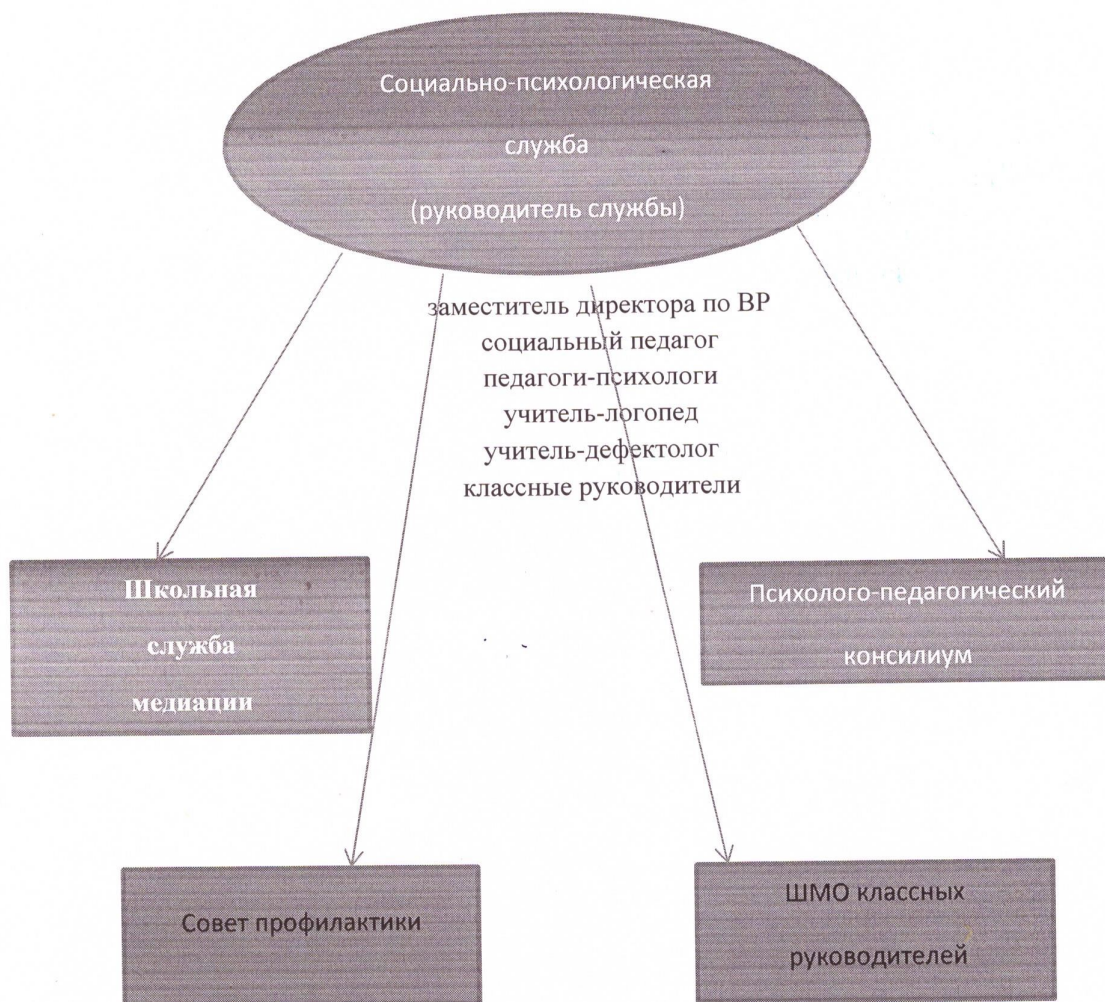 Социально-психологическая
служба
(руководитель службы)
заместитель директора по ВР
социальный педагог
педагоги-психологи
учитель-логопед
учитель-дефектолог
классные руководители
Школьная
служба
медиации
Психолого-педагогический
консилиум
Совет профилактики
ШМО классных
руководителей